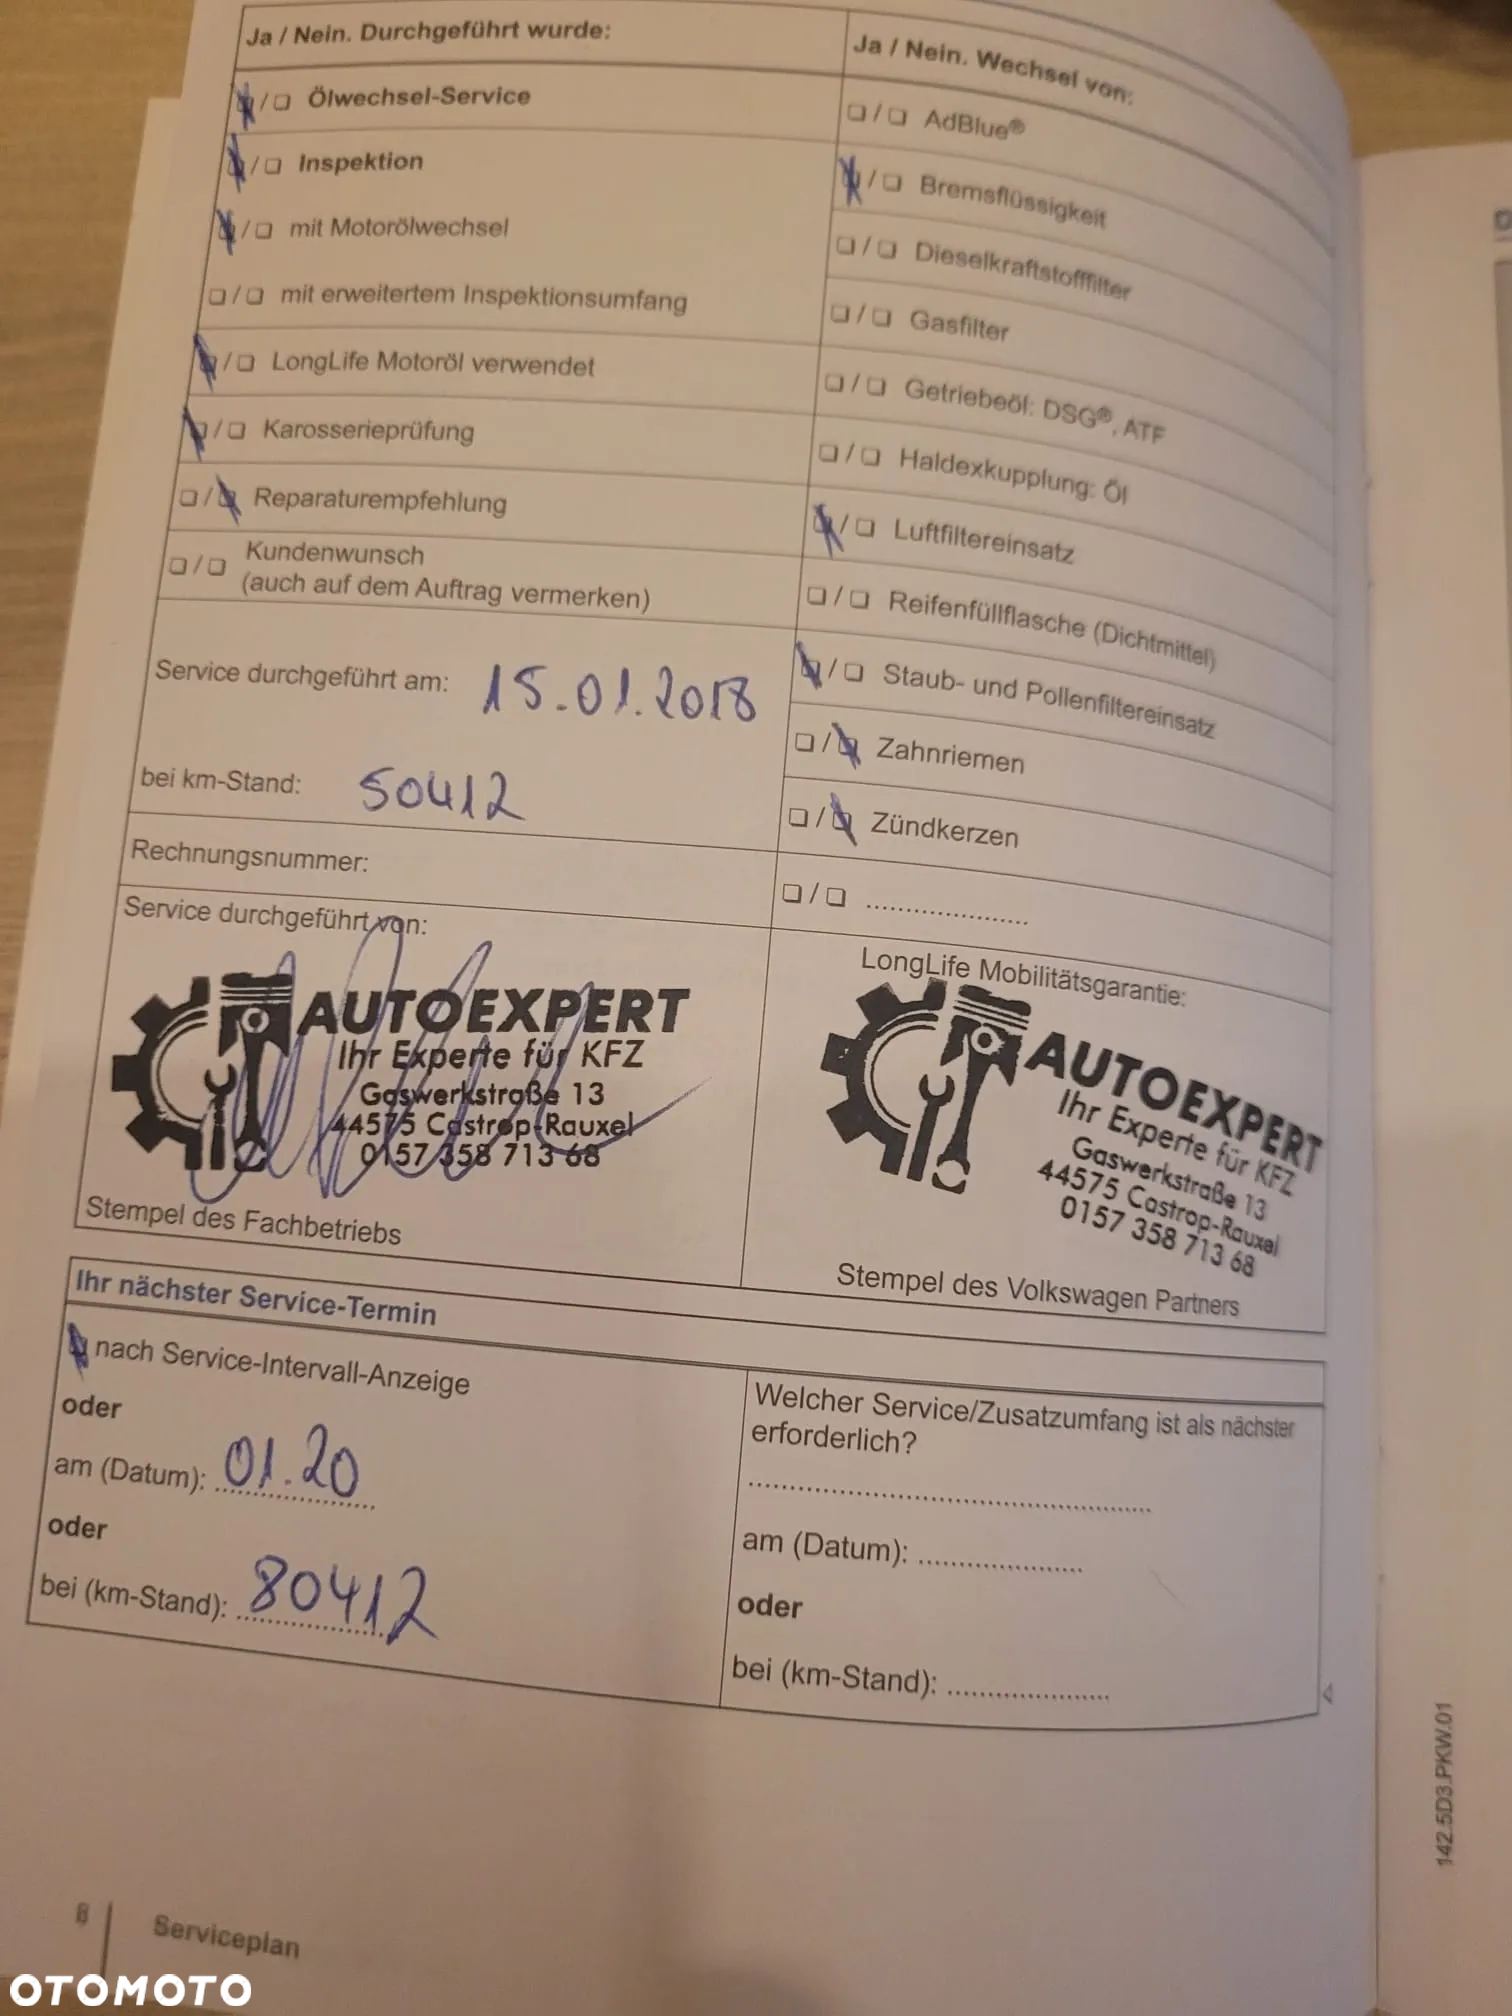 Ja / Nein. Durchgeführt wurde:
Ölwechsel-Service
Inspektion
mit Motorölwechsel
mit erweitertem Inspektionsumfang
LongLife Motoröl verwendet
Karosserieprüfung
Reparaturempfehlung
Kundenwunsch
(auch auf dem Auftrag vermerken)
Service durchgeführt am: 15.01.2018
bei km-Stand: 50412
Rechnungsnummer:
Service durchgeführt von:
AUTOEXPERT
Ihr Experte für KFZ
Gaswerkstraße 13
44575 Castrop-Rauxel
0157 358 713 68
Stempel des Fachbetriebs
Ja / Nein. Wechsel von:
AdBlue®
Bremsflüssigkeit
Dieselkraftstofffilter
Gasfilter
Getriebeöl: DSG®, ATF
Haldexkupplung: Öl
Luftfiltereinsatz
Reifenfüllflasche (Dichtmittel)
Staub- und Pollenfiltereinsatz
Zahnriemen
Zündkerzen
LongLife Mobilitätsgarantie:
AUTOEXPERT
Ihr Experte für KFZ
Gaswerkstraße 13
44575 Castrop-Rauxel
0157 358 713 68
Stempel des Volkswagen Partners
Ihr nächster Service-Termin
nach Service-Intervall-Anzeige
oder
am (Datum): 01.20
oder
bei (km-Stand): 80412
Welcher Service/Zusatzumfang ist als nächster
erforderlich?
am (Datum):
oder
bei (km-Stand):
142.5D3.PKW.01
8
Serviceplan
OTOMOTO